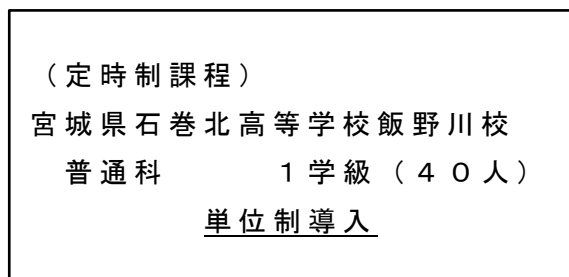 （定時制課程）
宮城県石巻北高等学校飯野川校
普通科　　　１学級（４０人）
単位制導入